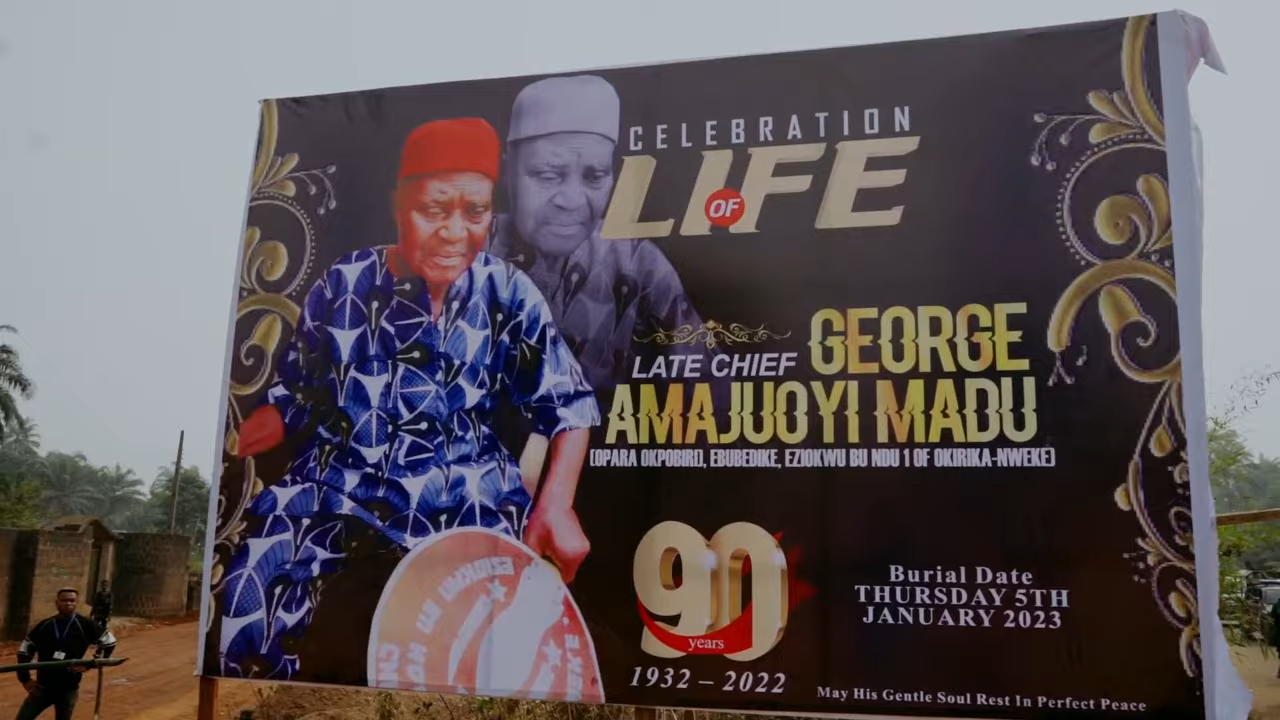 CELEBRATION
OF
LIFE
LATE CHIEF GEORGE
AMAJUOYI MADU
(OPARA OKPOBIRI), EBUBEDIKE, EZIOKWU BU NDU 1 OF OKIRIKA-NWEKE)
90
years
1932 – 2022
Burial Date
THURSDAY 5TH
JANUARY 2023
May His Gentle Soul Rest In Perfect Peace